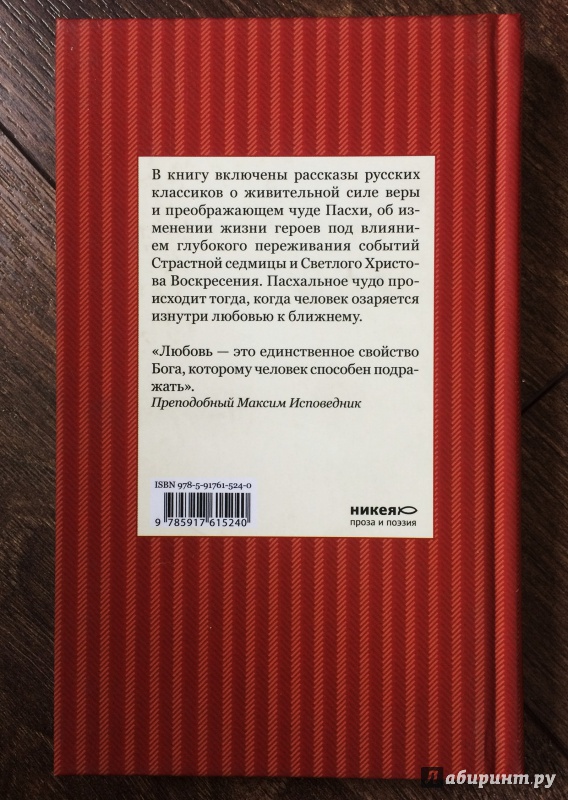 В книгу включены рассказы русских
классиков о живительной силе веры
и преображающем чуде Пасхи, об из-
менении жизни героев под влияни-
ем глубокого переживания событий
Страстной седмицы и Светлого Христо-
ва Воскресения. Пасхальное чудо про-
исходит тогда, когда человек озаряется
изнутри любовью к ближнему.
«Любовь — это единственное свойство
Бога, которому человек способен подра-
жать».
Преподобный Максим Исповедник
ISBN 978-5-91761-524-0
9 785917 615240
никея
проза и поэзия
Лабиринт.ру